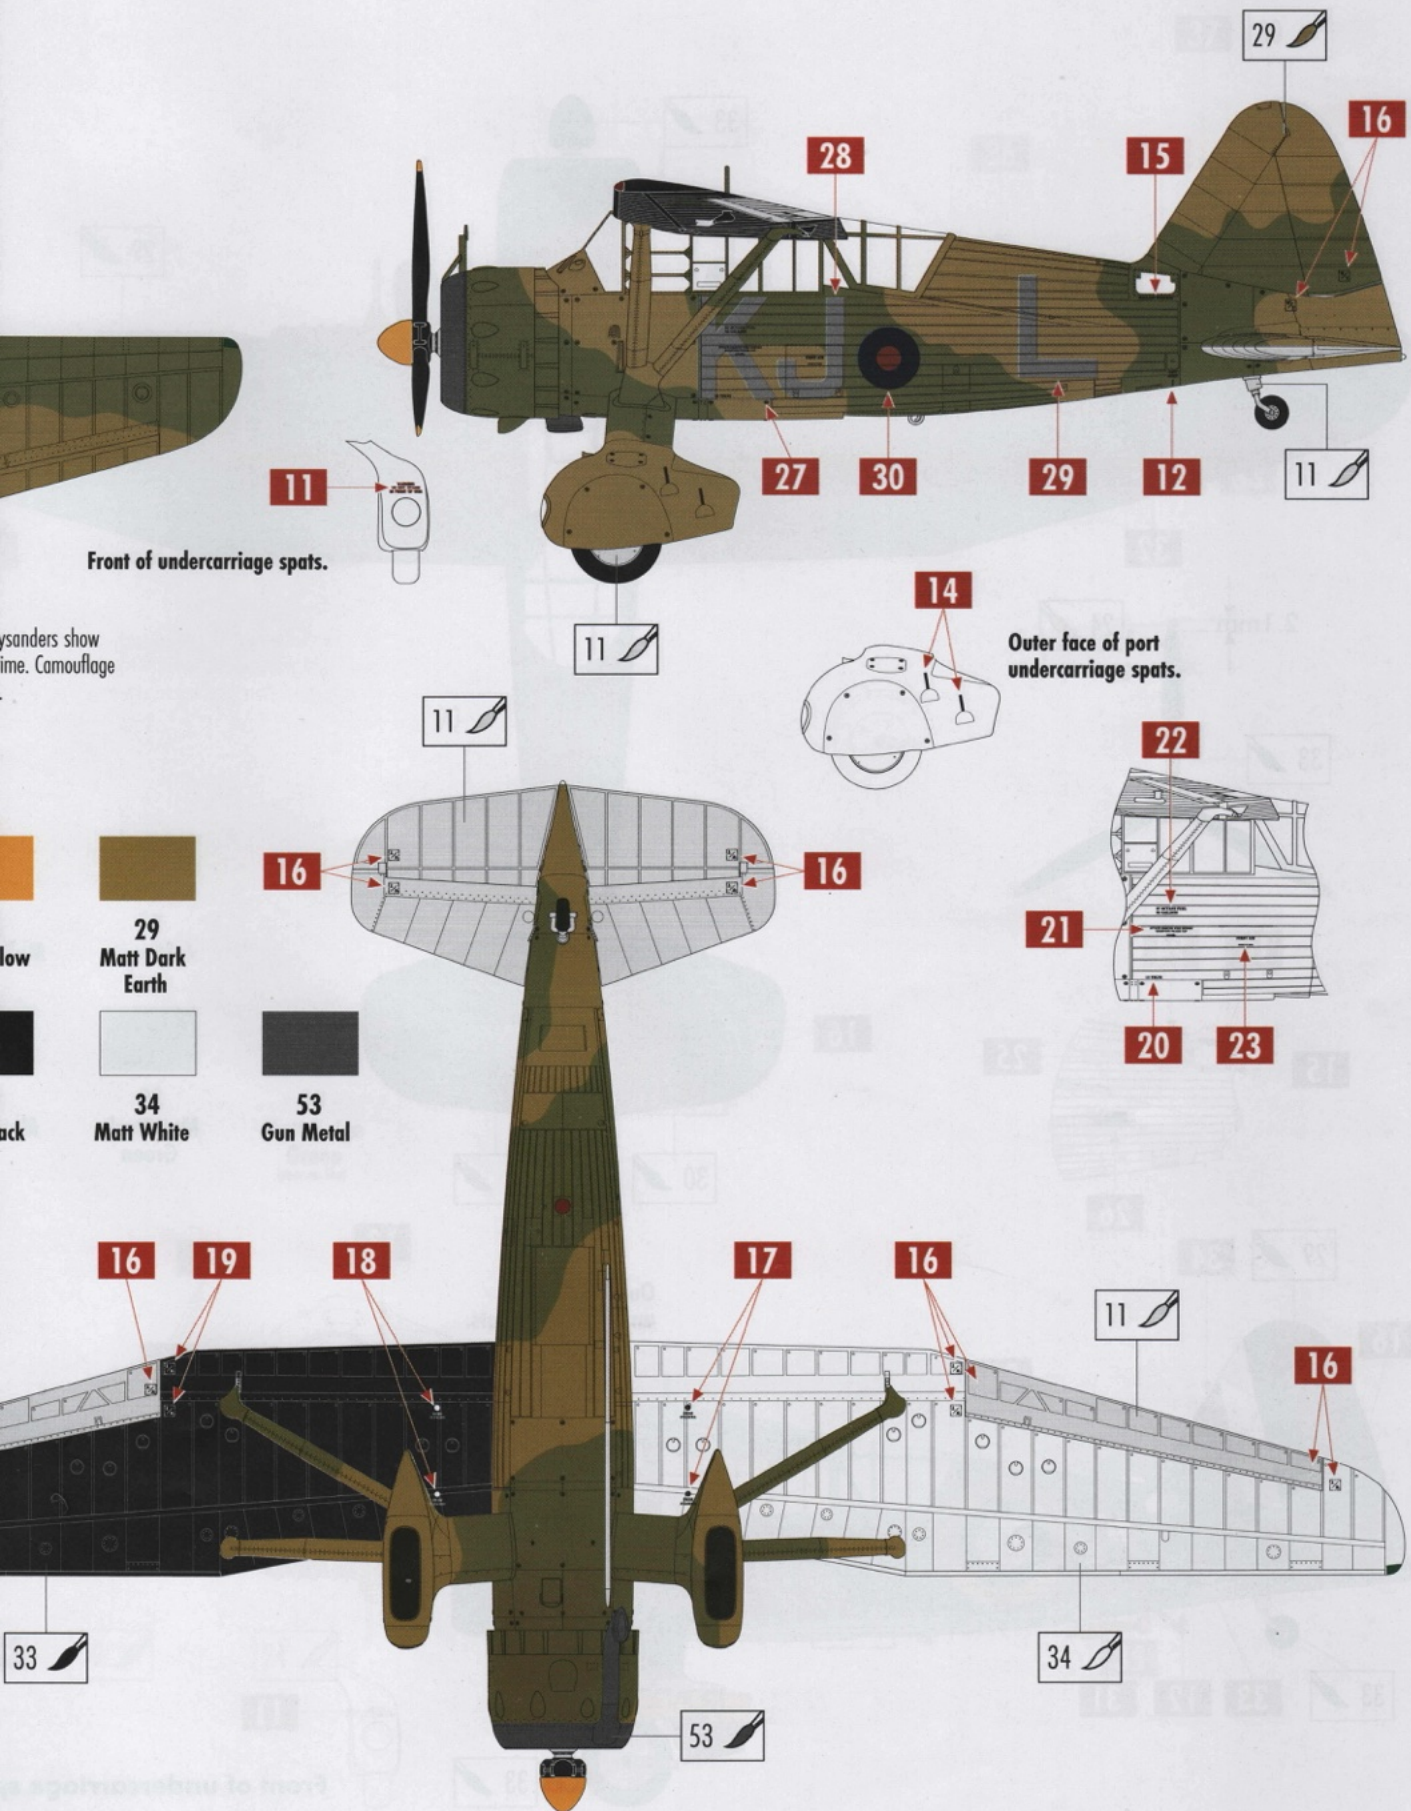 29
16
28
15
KJ
L
27
30
29
12
11
11
Front of undercarriage spats.
11
14
Outer face of port
undercarriage spats.
ysanders show
ime. Camouflage
.
11
22
16
16
21
20
23
low
29
Matt Dark
Earth
ack
34
Matt White
53
Gun Metal
16
19
18
17
16
11
16
33
34
53